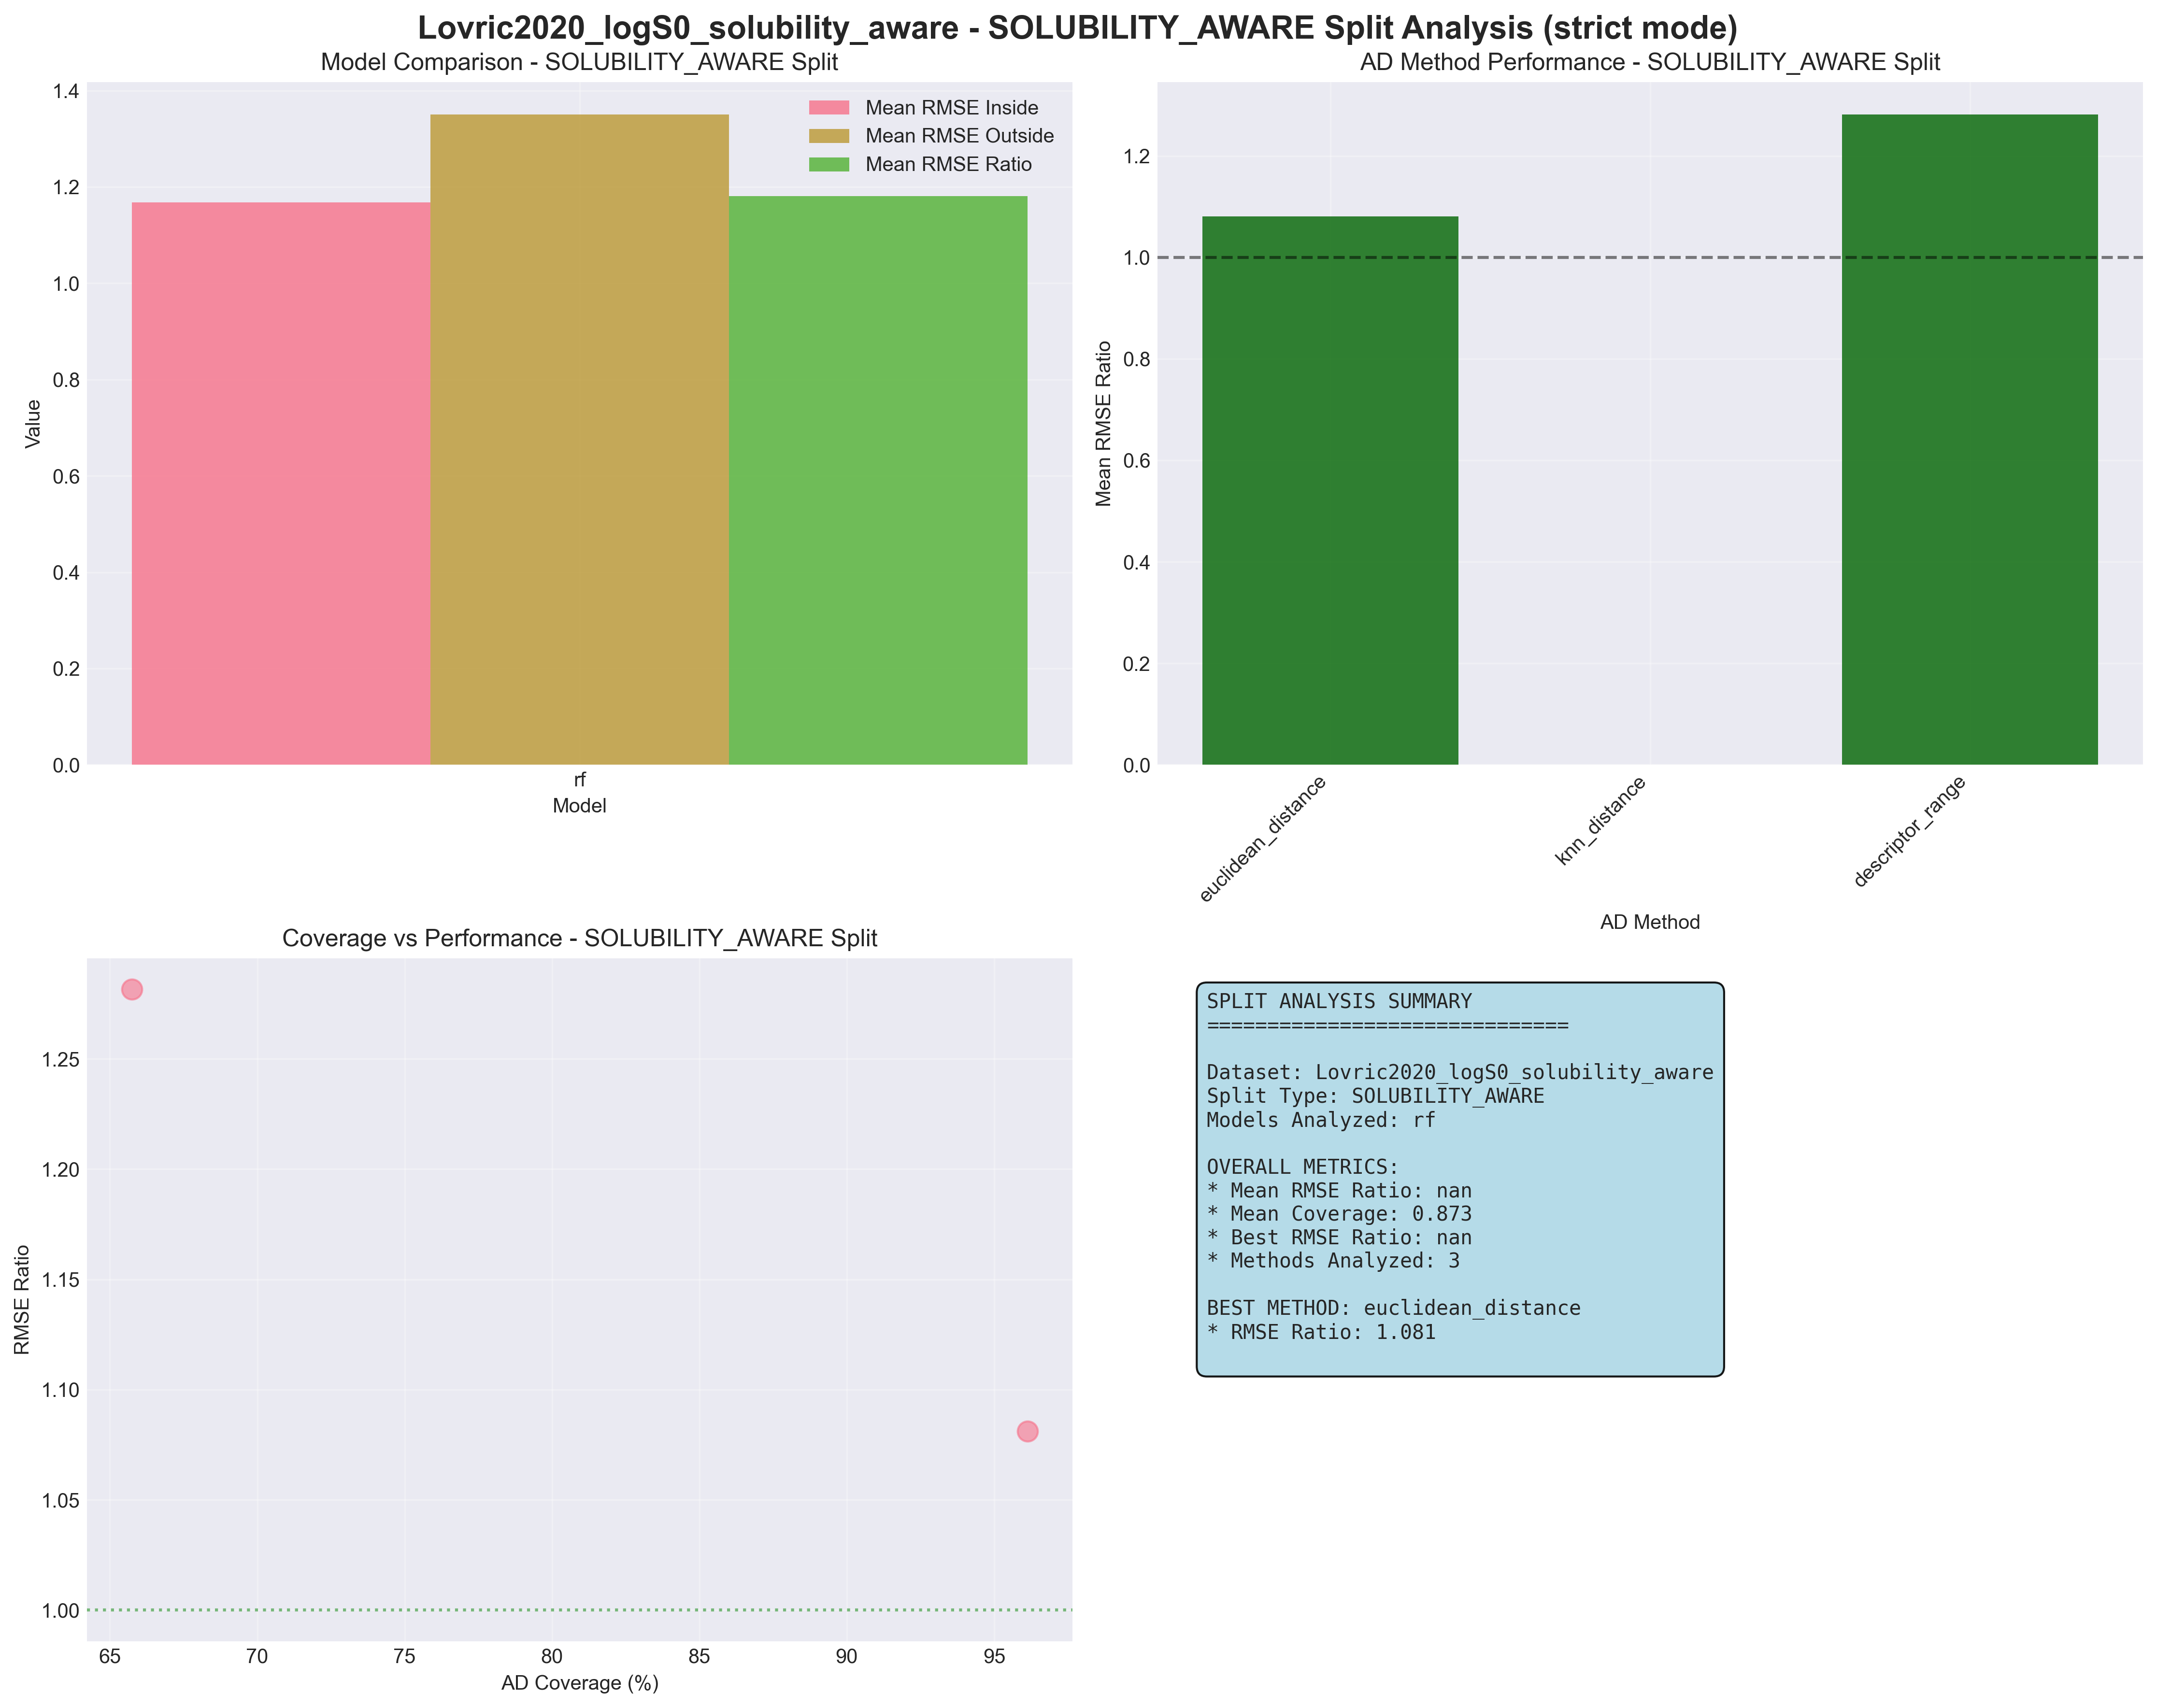 Lovric2020_logS0_solubility_aware - SOLUBILITY_AWARE Split Analysis (strict mode)
Model Comparison - SOLUBILITY_AWARE Split
1.4
1.2
1.0
0.8
0.6
0.4
0.2
0.0
Value
Mean RMSE Inside
Mean RMSE Outside
Mean RMSE Ratio
rf
Model
AD Method Performance - SOLUBILITY_AWARE Split
1.2
1.0
0.8
0.6
0.4
0.2
0.0
Mean RMSE Ratio
euclidean_distance
knn_distance
descriptor_range
AD Method
Coverage vs Performance - SOLUBILITY_AWARE Split
1.25
1.20
1.15
1.10
1.05
1.00
RMSE Ratio
65
70
75
80
85
90
95
AD Coverage (%)
SPLIT ANALYSIS SUMMARY
==============================
Dataset: Lovric2020_logS0_solubility_aware
Split Type: SOLUBILITY_AWARE
Models Analyzed: rf
OVERALL METRICS:
* Mean RMSE Ratio: nan
* Mean Coverage: 0.873
* Best RMSE Ratio: nan
* Methods Analyzed: 3
BEST METHOD: euclidean_distance
* RMSE Ratio: 1.081